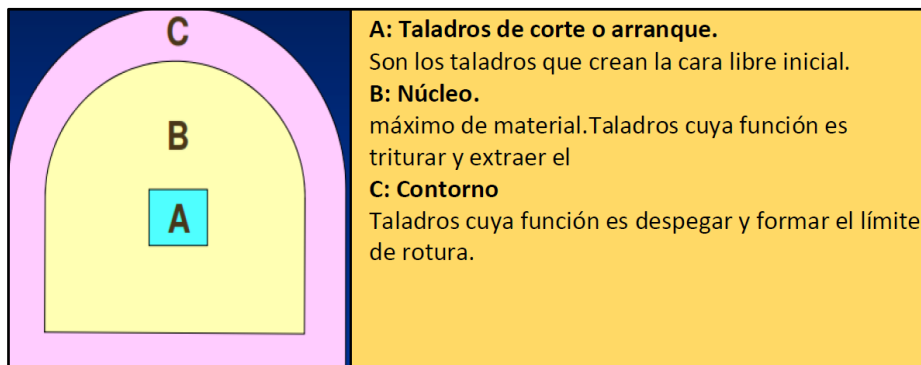 C
B
A
A: Taladros de corte o arranque.
Son los taladros que crean la cara libre inicial.
B: Núcleo.
máximo de material.Taladros cuya función es
triturar y extraer el
C: Contorno
Taladros cuya función es despegar y formar el límite
de rotura.